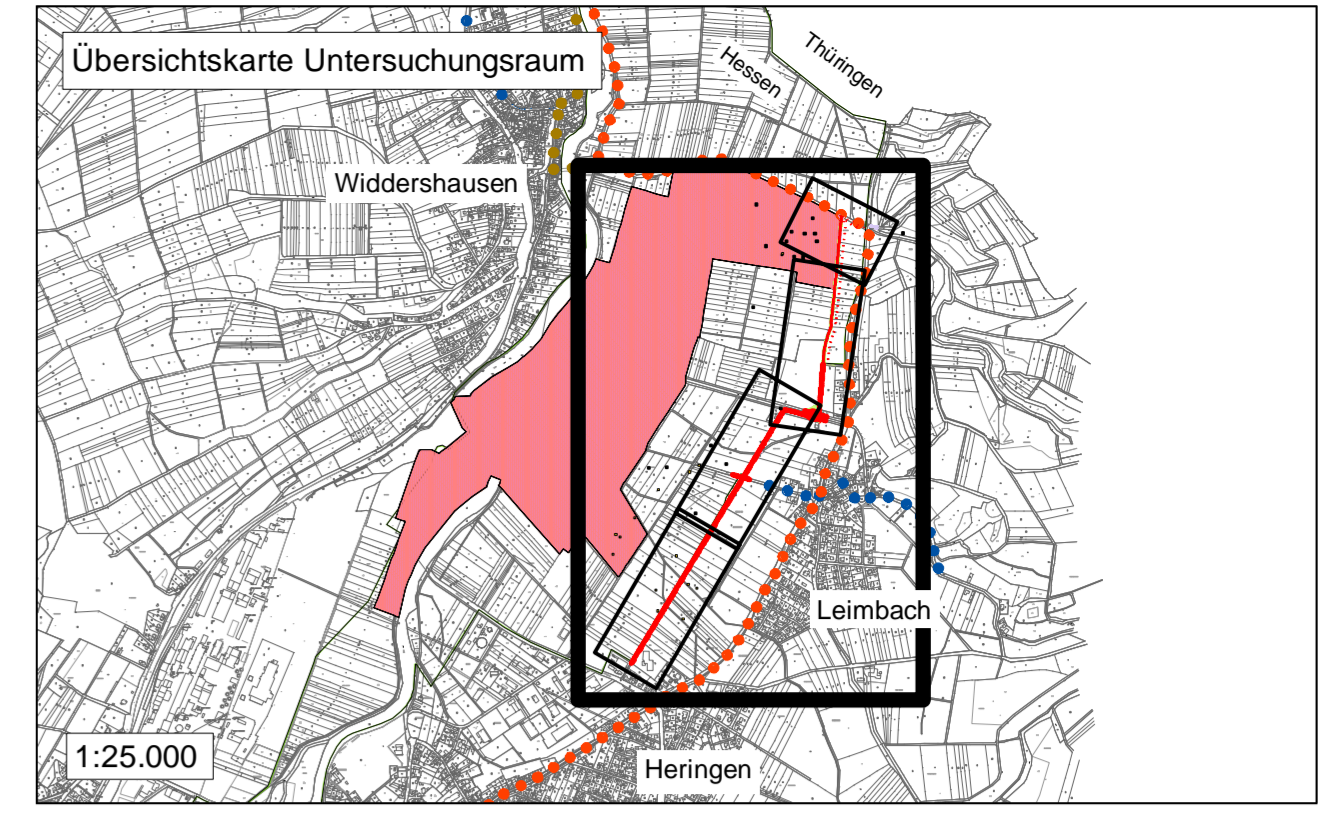 Übersichtskarte Untersuchungsraum
Thüringen
Hessen
Widdershausen
Leimbach
Heringen
1:25.000